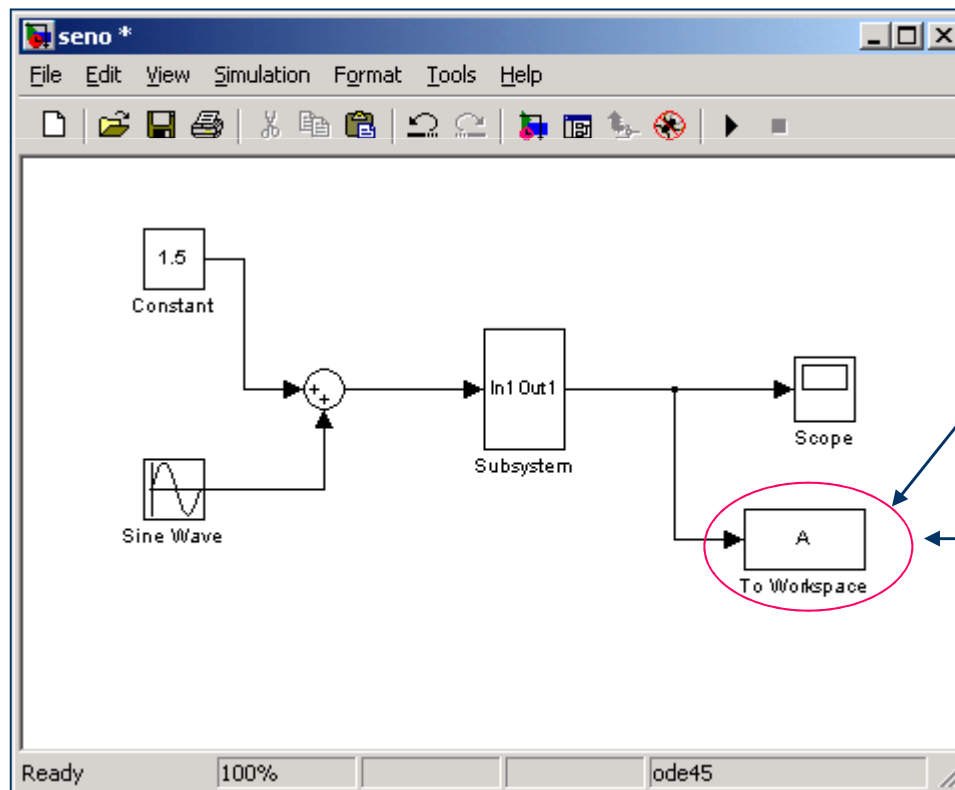 seno *
File Edit View Simulation Format Tools Help
1.5
Constant
In1 Out1
Subsystem
Scope
Sine Wave
A
To Workspace
Ready 100% ode45